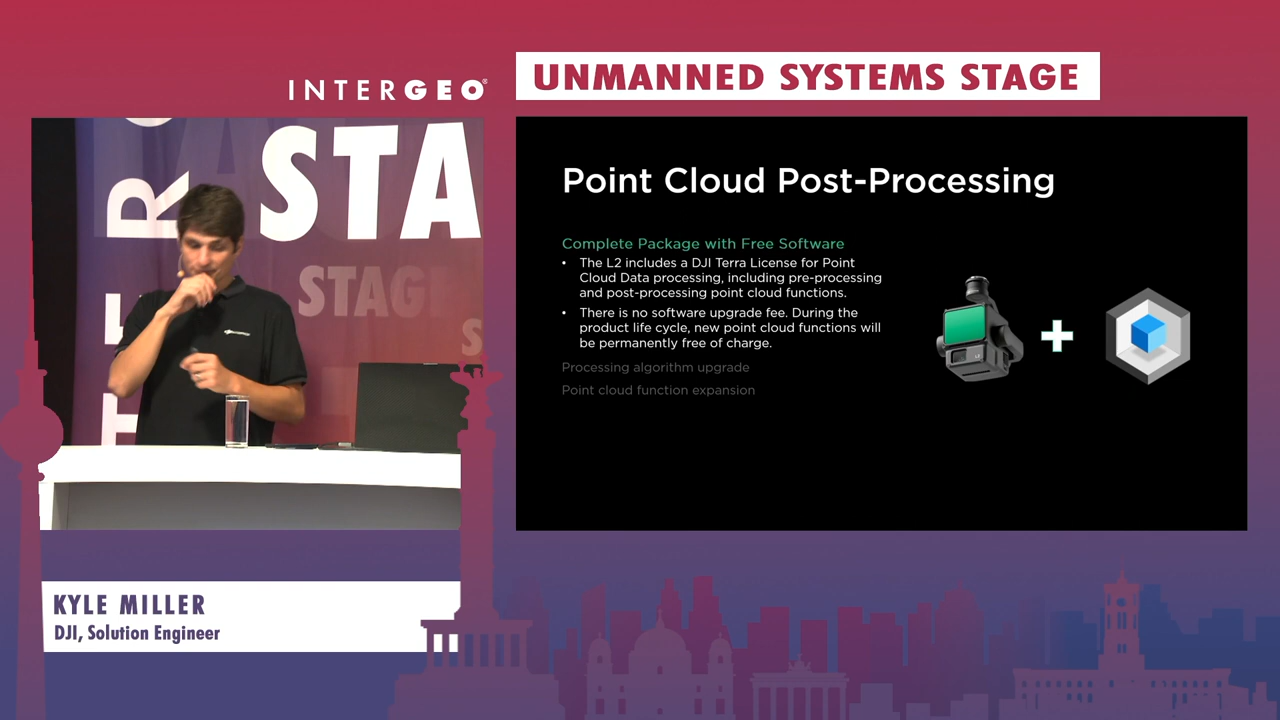 INTERGEO®
UNMANNED SYSTEMS STAGE
STA
STAGE
S
Point Cloud Post-Processing
Complete Package with Free Software
• The L2 includes a DJI Terra License for Point
Cloud Data processing, including pre-processing
and post-processing point cloud functions.
• There is no software upgrade fee. During the
product life cycle, new point cloud functions will
be permanently free of charge.
Processing algorithm upgrade
Point cloud function expansion
L2
KYLE MILLER
DJI, Solution Engineer